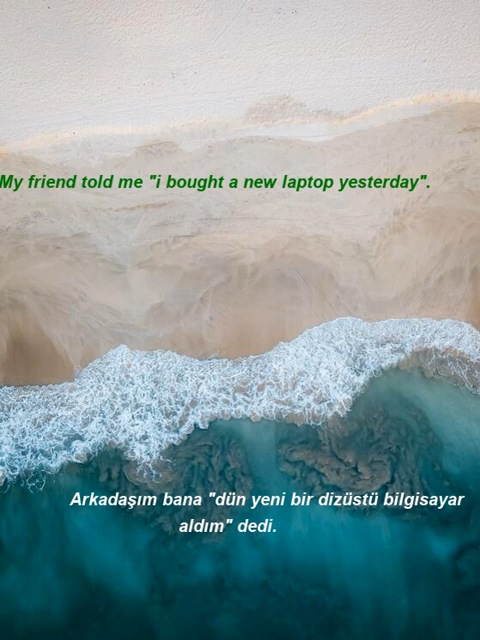 My friend told me "i bought a new laptop yesterday".
Arkadaşım bana "dün yeni bir dizüstü bilgisayar
aldım" dedi.